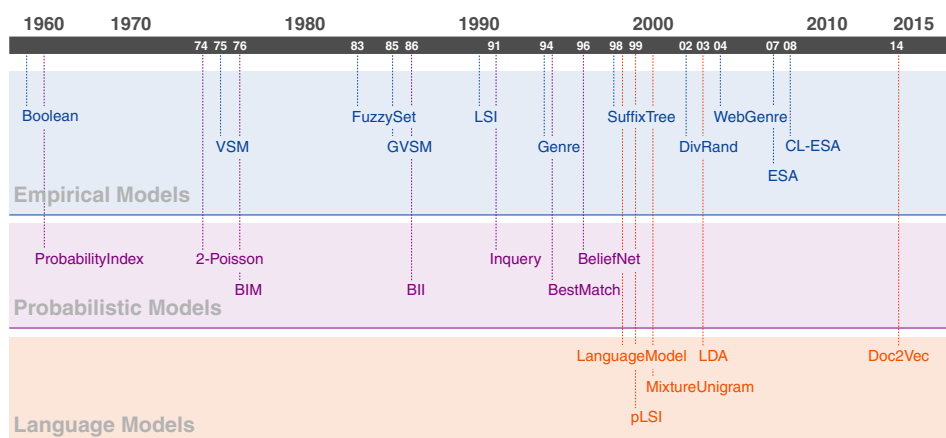 1960 1970 1980 1990 2000 2010 2015
74 75 76 83 85 86 91 94 96 98 99 02 03 04 07 08 14
Boolean FuzzySet LSI SuffixTree WebGenre
VSM GVSM Genre DivRand CL-ESA
ESA
Empirical Models
ProbabilityIndex 2-Poisson Inquery BeliefNet
BIM BII BestMatch
Probabilistic Models
LanguageModel LDA Doc2Vec
MixtureUnigram
pLSI
Language Models